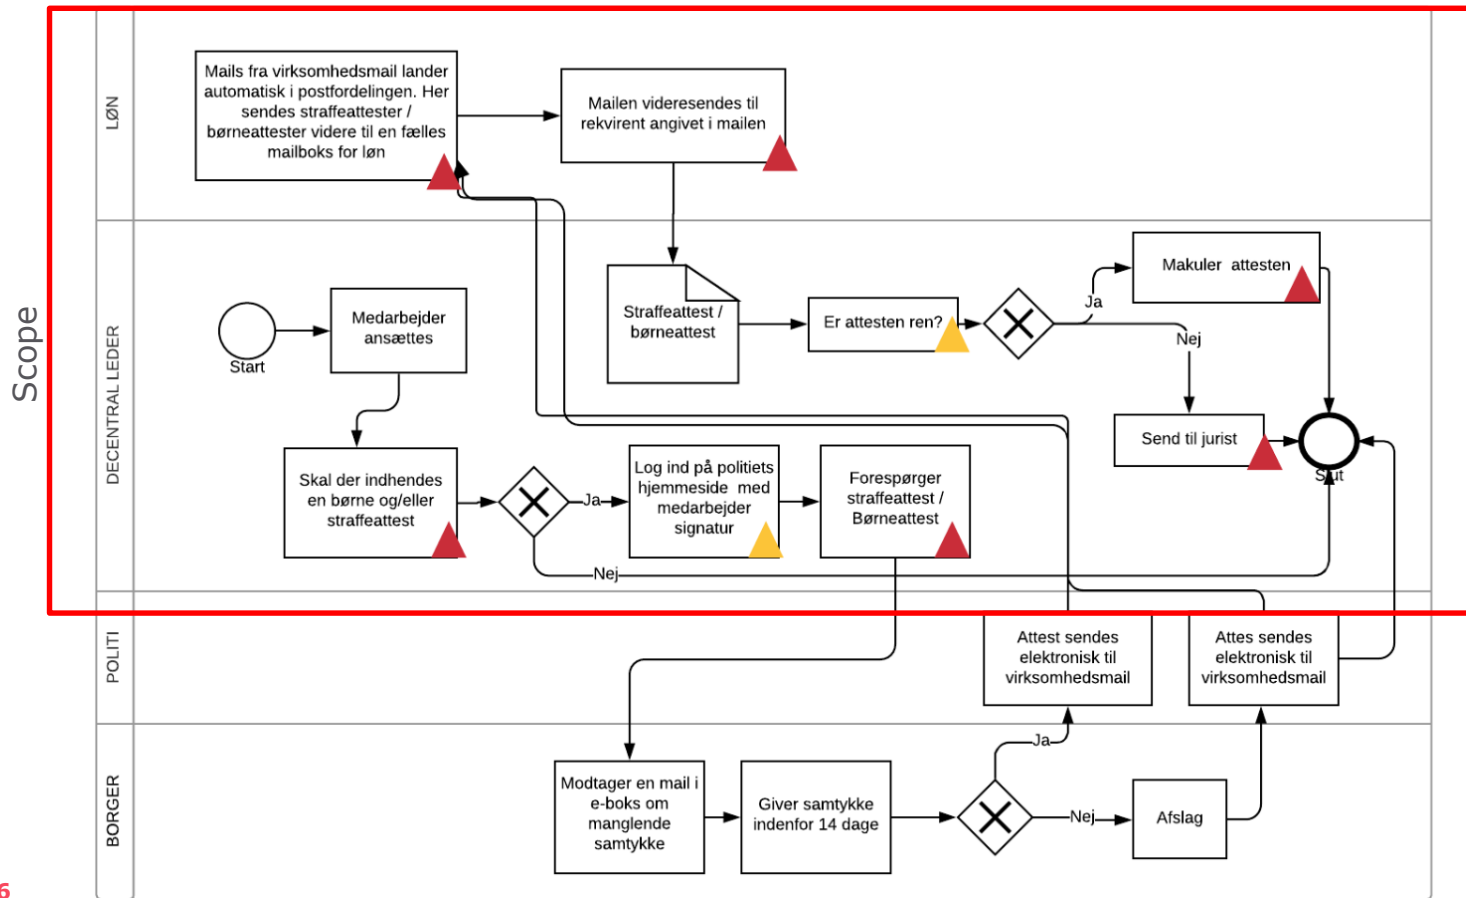 Scope
LØN
Mails fra virksomhedsmail lander
automatisk i postfordelingen. Her
sendes straffeattester /
børneattester videre til en fælles
mailboks for løn
Mailen videresendes til
rekvirent angivet i mailen
DECENTRAL LEDER
Start
Medarbejder
ansættes
Straffeattest /
børneattest
Er attesten ren?
Ja
Nej
Makuler attesten
Send til jurist
Slut
Skal der indhendes
en børne og/eller
straffeattest
Ja
Nej
Log ind på politiets
hjemmeside med
medarbejder
signatur
Forespørger
straffeattest /
Børneattest
POLITI
Attest sendes
elektronisk til
virksomhedsmail
Attes sendes
elektronisk til
virksomhedsmail
BORGER
Modtager en mail i
e-boks om
manglende
samtykke
Giver samtykke
indenfor 14 dage
Ja
Nej
Afslag
6